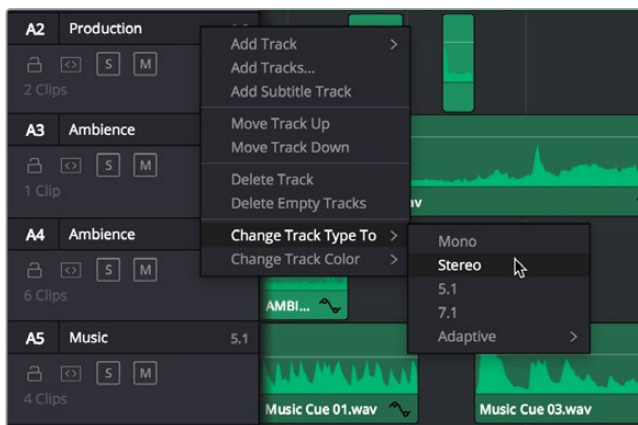 A2 Production
S M
2 Clips
A3 Ambience
S M
1 Clip
A4 Ambience
S M
6 Clips
A5 Music 5.1
S M
4 Clips
Add Track >
Add Tracks...
Add Subtitle Track
Move Track Up
Move Track Down
Delete Track
Delete Empty Tracks
Change Track Type To >
Change Track Color >
Mono
Stereo
5.1
7.1
Adaptive >
AMBI...
Music Cue 01.wav
Music Cue 03.wav